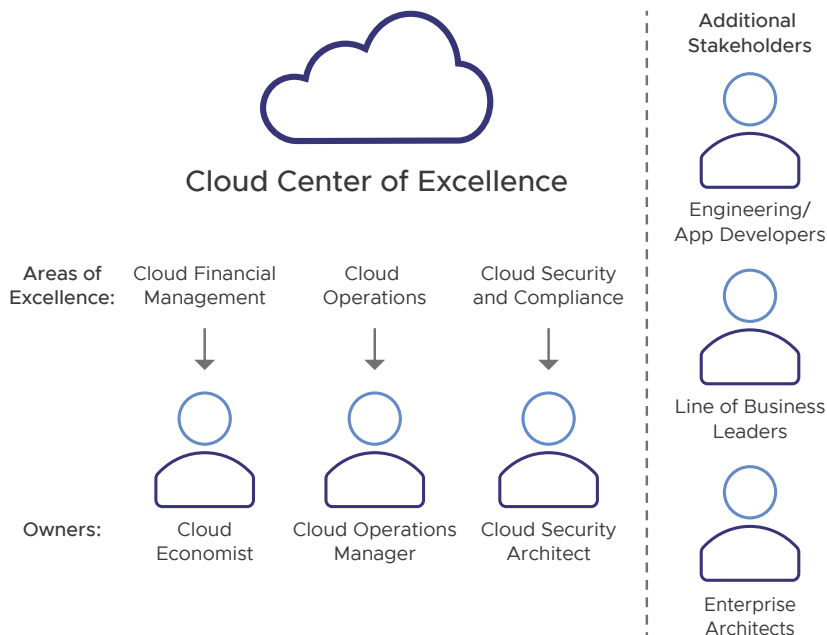 Cloud Center of Excellence
Areas of
Excellence:
Cloud Financial
Management
Cloud
Operations
Cloud Security
and Compliance
Owners:
Cloud
Economist
Cloud Operations
Manager
Cloud Security
Architect
Additional
Stakeholders
Engineering/
App Developers
Line of Business
Leaders
Enterprise
Architects